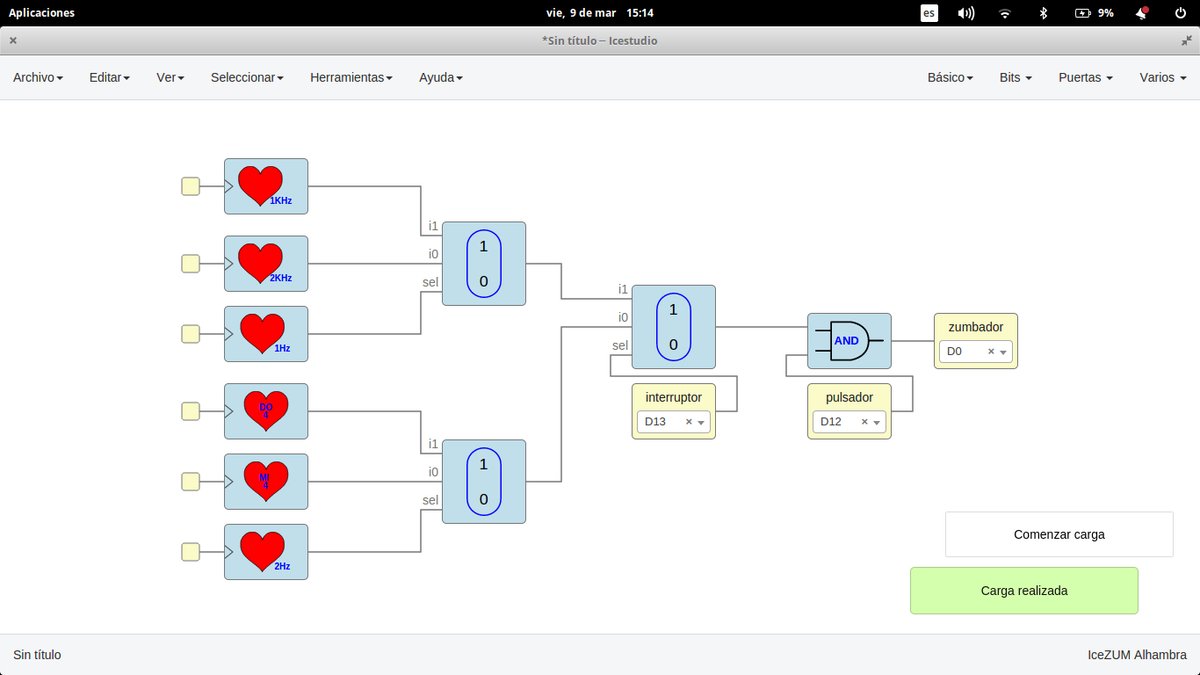 Aplicaciones
vie, 9 de mar 15:14
es
9%
*Sin título – Icestudio
Archivo
Editar
Ver
Seleccionar
Herramientas
Ayuda
Básico
Bits
Puertas
Varios
1KHz
2KHz
1Hz
i1
i0
sel
1
0
DO
4
MI
4
2Hz
i1
i0
sel
1
0
i1
i0
sel
1
0
interruptor
D13
AND
pulsador
D12
zumbador
D0
Comenzar carga
Carga realizada
Sin título
IceZUM Alhambra